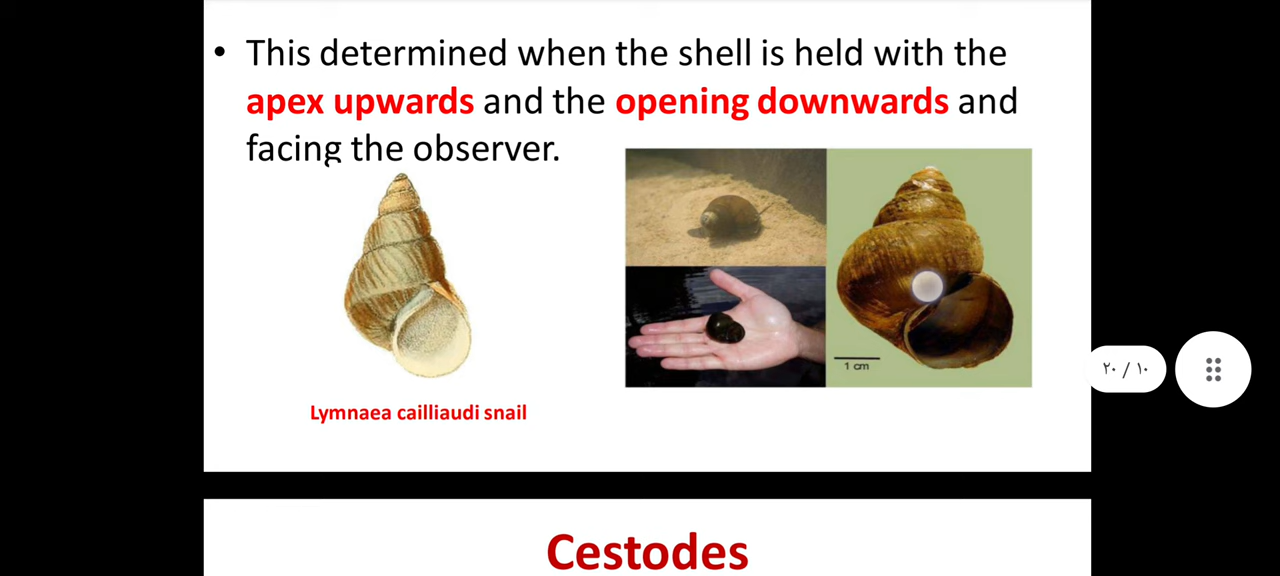 • This determined when the shell is held with the
apex upwards and the opening downwards and
facing the observer.
1 cm
Lymnaea cailliaudi snail
٢٠ / ١٠
Cestodes